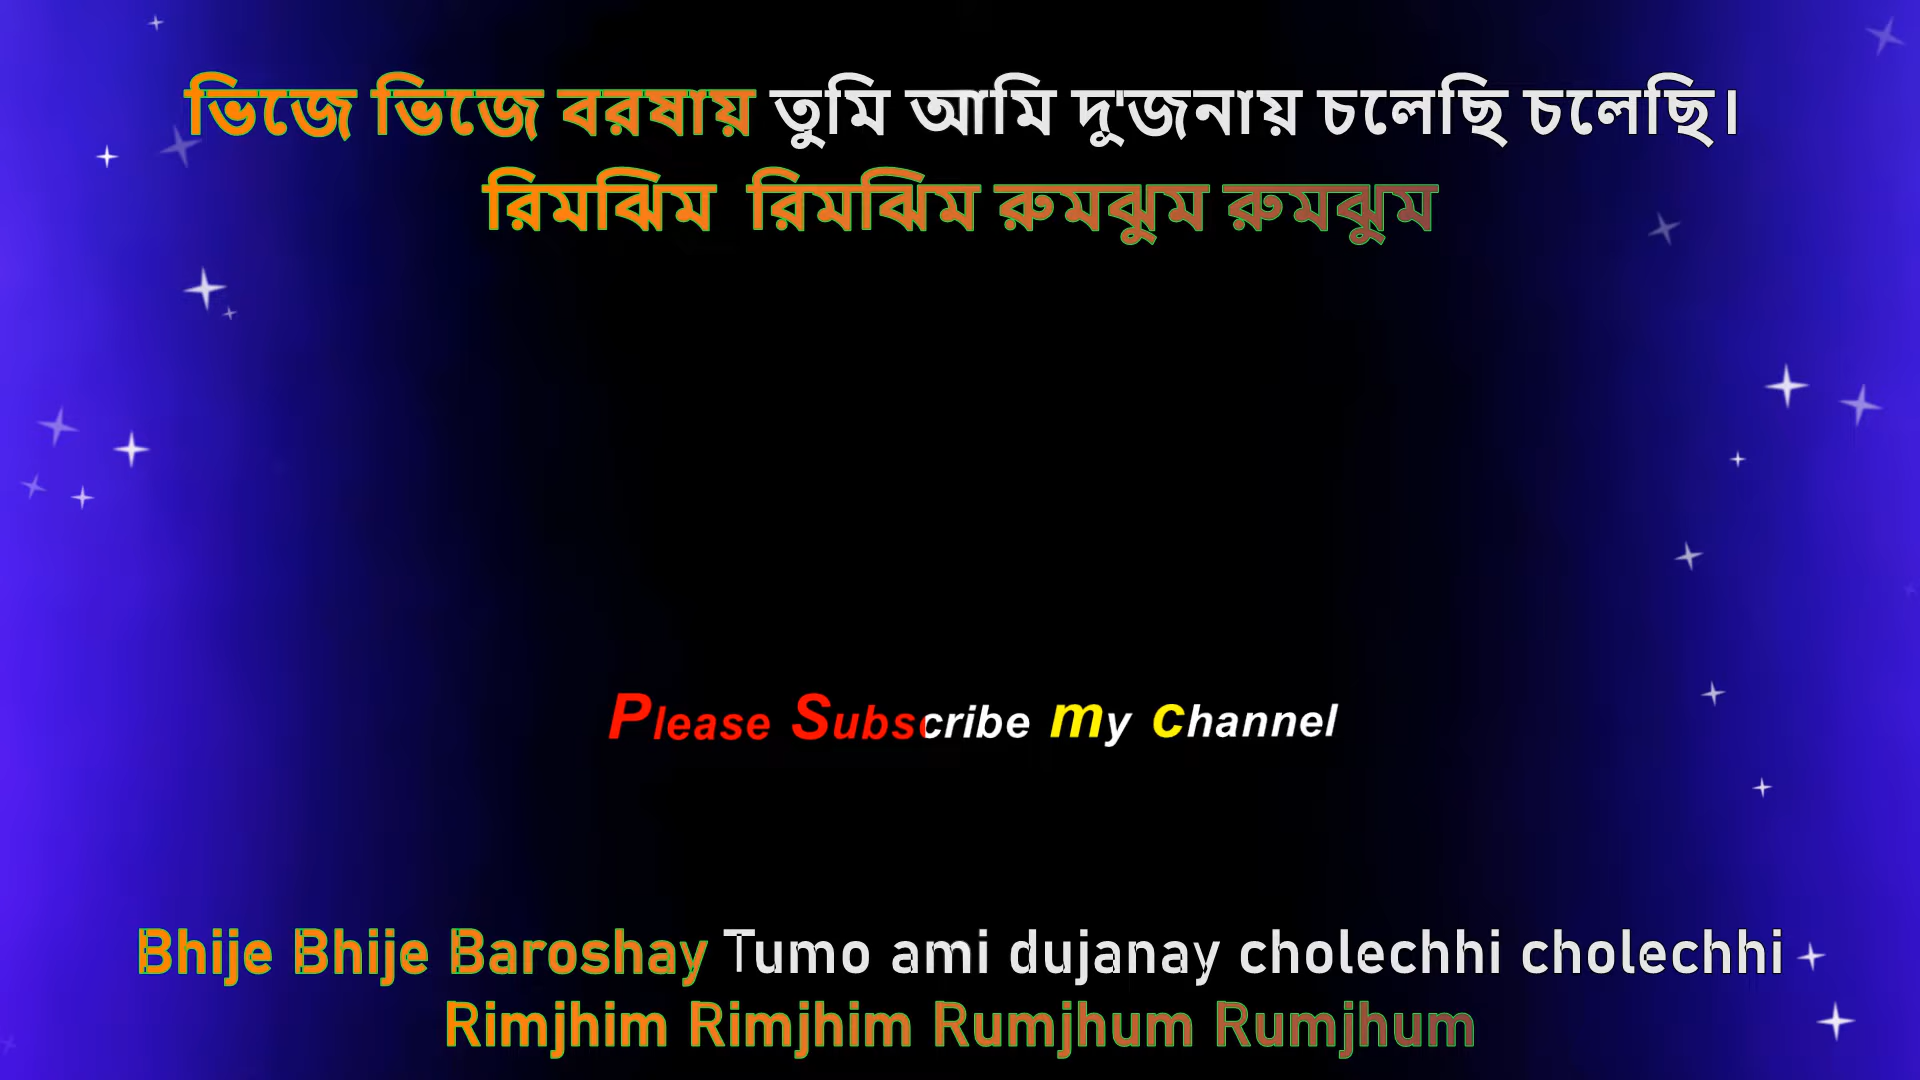 ভিজে ভিজে বরষায় তুমি আমি দু'জনায় চলেছি চলেছি।
রিমঝিম রিমঝিম রুমঝুম রুমঝুম
Please Subscribe my channel
Bhije Bhije Baroshay Tumo ami dujanay cholechhi cholechhi
Rimjhim Rimjhim Rumjhum Rumjhum